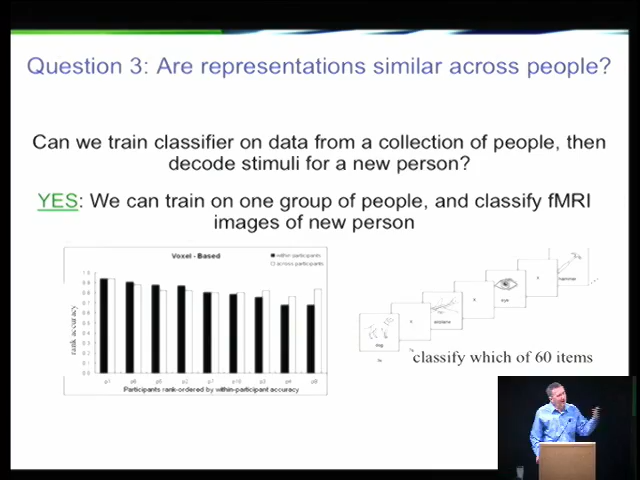 Question 3: Are representations similar across people?
Can we train classifier on data from a collection of people, then
decode stimuli for a new person?
YES: We can train on one group of people, and classify fMRI
images of new person
Voxel - Based
within-participants
across participants
rank accuracy
Participants rank-ordered by within-participant accuracy
eye
airplane
hammer
dog
classify which of 60 items